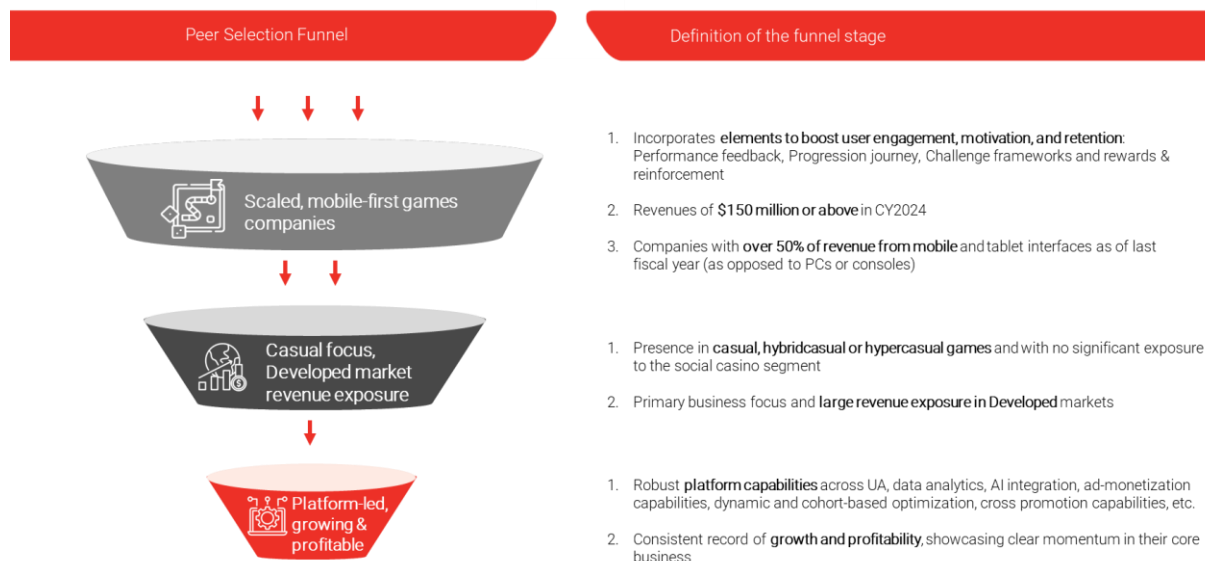 Peer Selection Funnel
Definition of the funnel stage
Scaled, mobile-first games
companies
1. Incorporates elements to boost user engagement, motivation, and retention:
Performance feedback, Progression journey, Challenge frameworks and rewards &
reinforcement
2. Revenues of $150 million or above in CY2024
3. Companies with over 50% of revenue from mobile and tablet interfaces as of last
fiscal year (as opposed to PCs or consoles)
Casual focus,
Developed market
revenue exposure
1. Presence in casual, hybridcasual or hypercasual games and with no significant exposure
to the social casino segment
2. Primary business focus and large revenue exposure in Developed markets
Platform-led,
growing &
profitable
1. Robust platform capabilities across UA, data analytics, AI integration, ad-monetization
capabilities, dynamic and cohort-based optimization, cross promotion capabilities, etc.
2. Consistent record of growth and profitability, showcasing clear momentum in their core
business